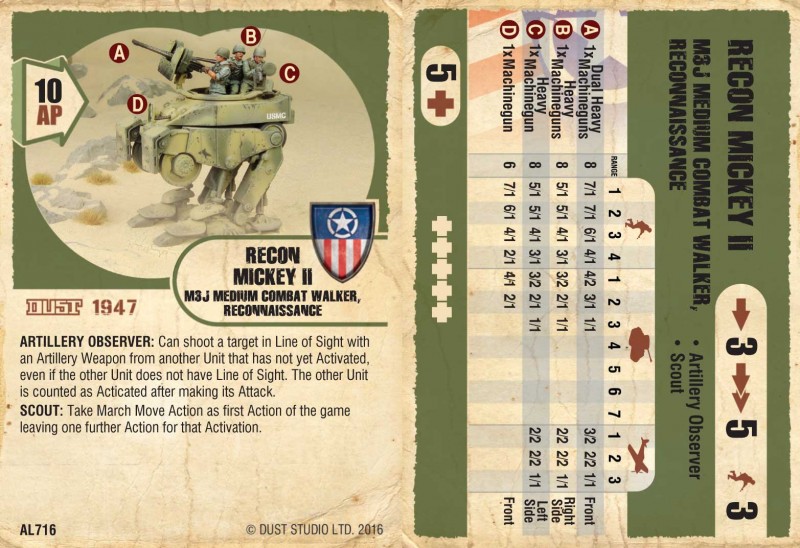 10
AP
A
B
C
D
USMC
RECON
MICKEY II
M3J MEDIUM COMBAT WALKER,
RECONNAISSANCE
DUST 1947
ARTILLERY OBSERVER: Can shoot a target in Line of Sight with
an Artillery Weapon from another Unit that has not yet Activated,
even if the other Unit does not have Line of Sight. The other Unit
is counted as Acticated after making its Attack.
SCOUT: Take March Move Action as first Action of the game
leaving one further Action for that Activation.
AL716
© DUST STUDIO LTD. 2016
RECON MICKEY II
M3J MEDIUM COMBAT WALKER,
RECONNAISSANCE
3 5 3
• Artillery Observer
• Scout
RANGE 1 2 3 4 1 2 3 4 5 6 7 1 2 3
A 1x Dual Heavy
Machineguns 8 7/1 7/1 6/1 4/1 4/2 3/1 1/1 3/2 2/2 1/1 Front
B 1x Heavy
Machineguns 8 5/1 5/1 4/1 3/1 3/2 2/1 1/1 2/2 2/2 1/1 Right
Side
C 1x Heavy
Machineguns 8 5/1 5/1 4/1 3/1 3/2 2/1 1/1 2/2 2/2 1/1 Left
Side
D 1x Machinegun 6 7/1 6/1 4/1 2/1 4/1 2/1 Front
5